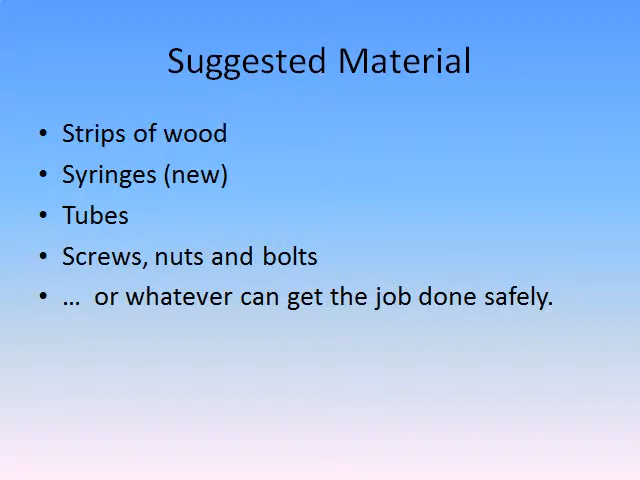 Suggested Material
• Strips of wood
• Syringes (new)
• Tubes
• Screws, nuts and bolts
• … or whatever can get the job done safely.